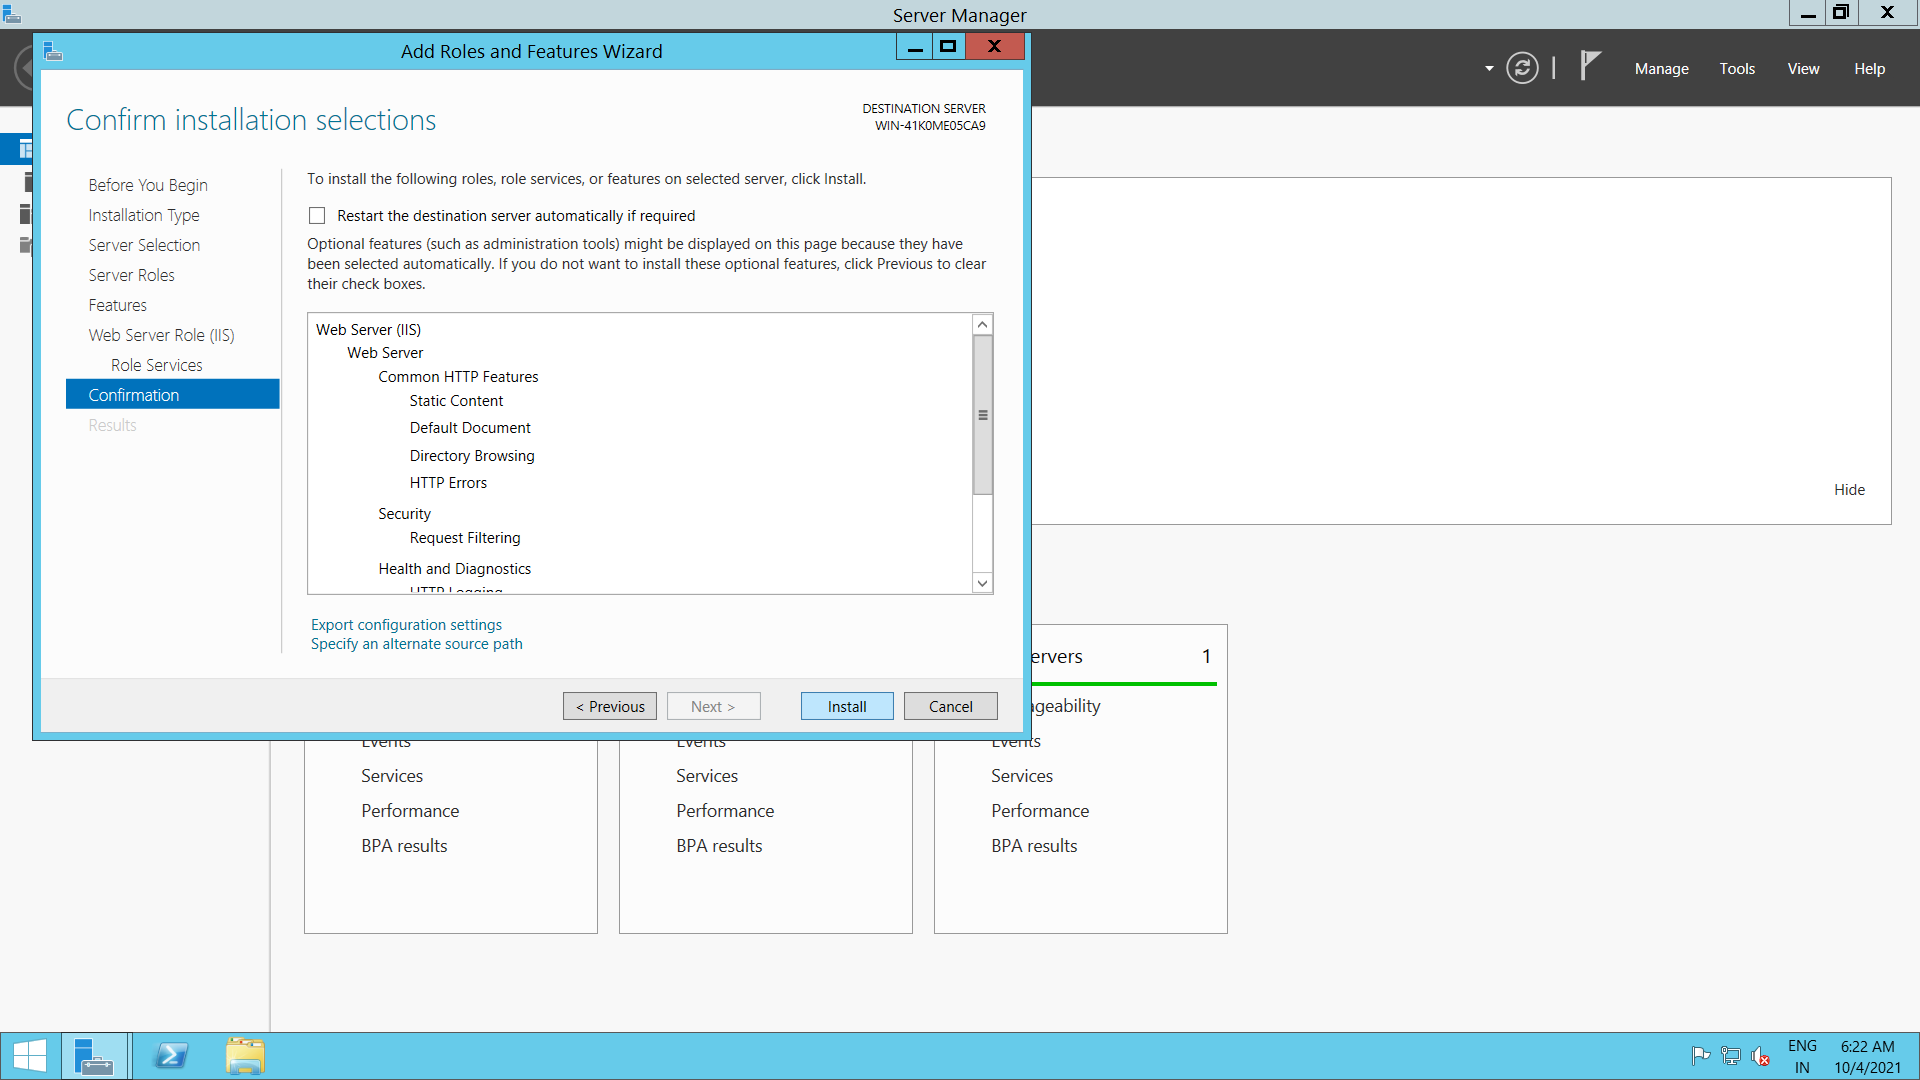 Server Manager
Add Roles and Features Wizard
Manage
Tools
View
Help
Confirm installation selections
DESTINATION SERVER
WIN-41K0ME05CA9
Before You Begin
Installation Type
Server Selection
Server Roles
Features
Web Server Role (IIS)
Role Services
Confirmation
Results
To install the following roles, role services, or features on selected server, click Install.
Restart the destination server automatically if required
Optional features (such as administration tools) might be displayed on this page because they have
been selected automatically. If you do not want to install these optional features, click Previous to clear
their check boxes.
Web Server (IIS)
Web Server
Common HTTP Features
Static Content
Default Document
Directory Browsing
HTTP Errors
Security
Request Filtering
Health and Diagnostics
HTTP Logging
Export configuration settings
Specify an alternate source path
< Previous
Next >
Install
Cancel
Hide
ervers 1
ageability
Events
Services
Performance
BPA results
Events
Services
Performance
BPA results
Events
Services
Performance
BPA results
ENG
IN
6:22 AM
10/4/2021